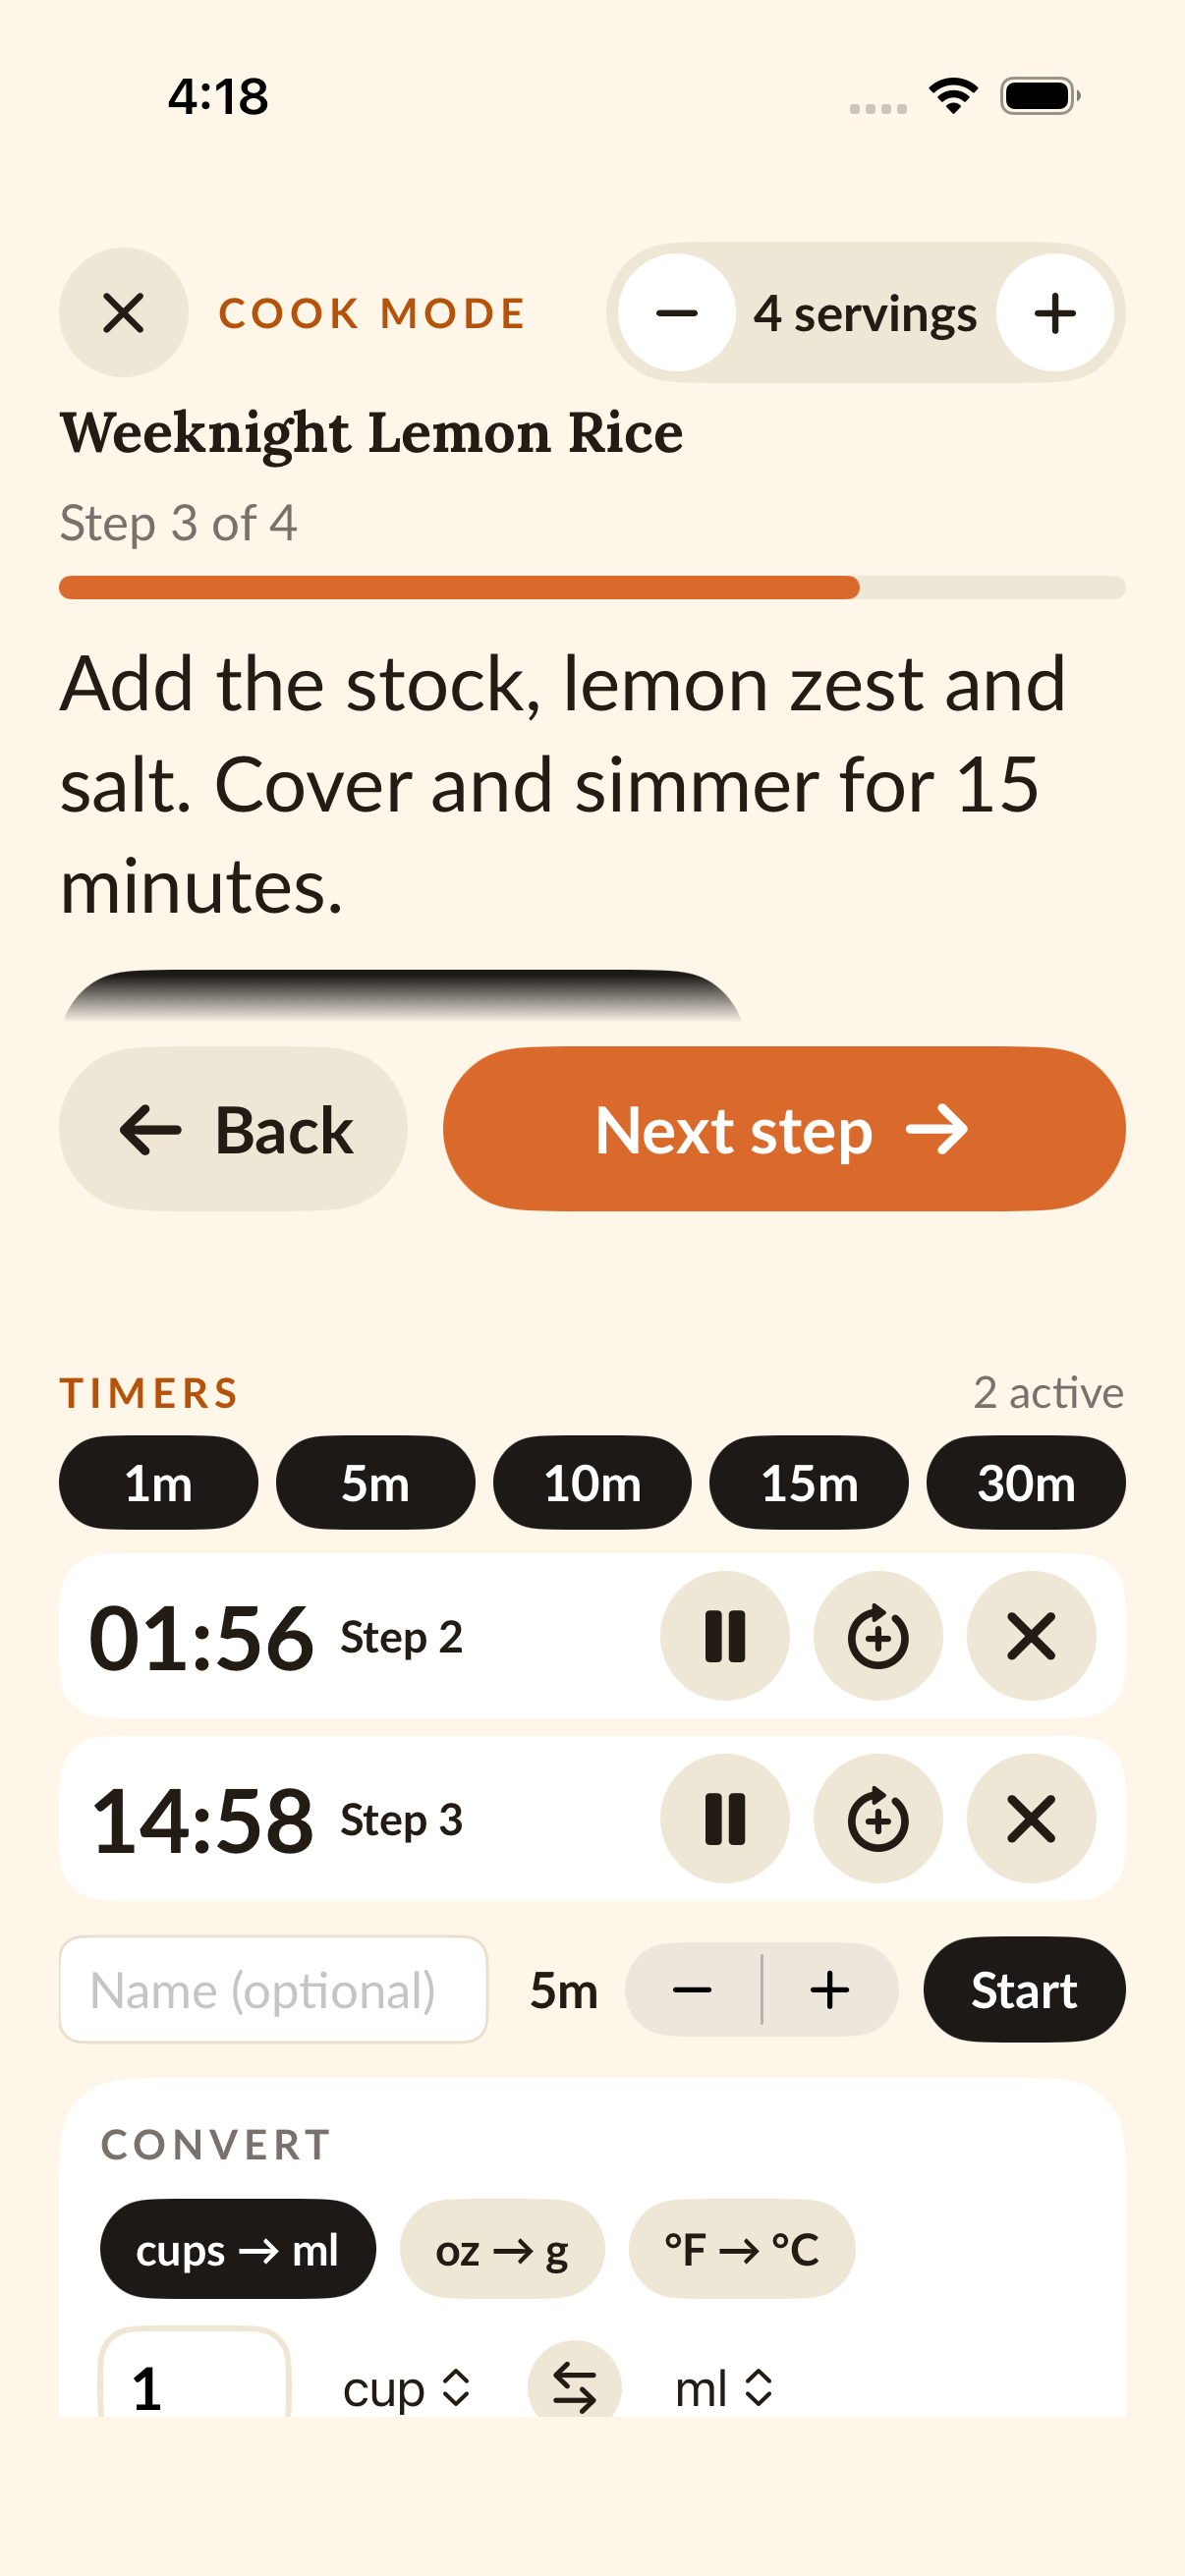 4:18
COOK MODE
4 servings
Weeknight Lemon Rice
Step 3 of 4
Add the stock, lemon zest and
salt. Cover and simmer for 15
minutes.
← Back
Next step →
TIMERS
2 active
1m 5m 10m 15m 30m
01:56 Step 2
14:58 Step 3
Name (optional) 5m − + Start
CONVERT
cups → ml oz → g °F → °C
1 cup ml